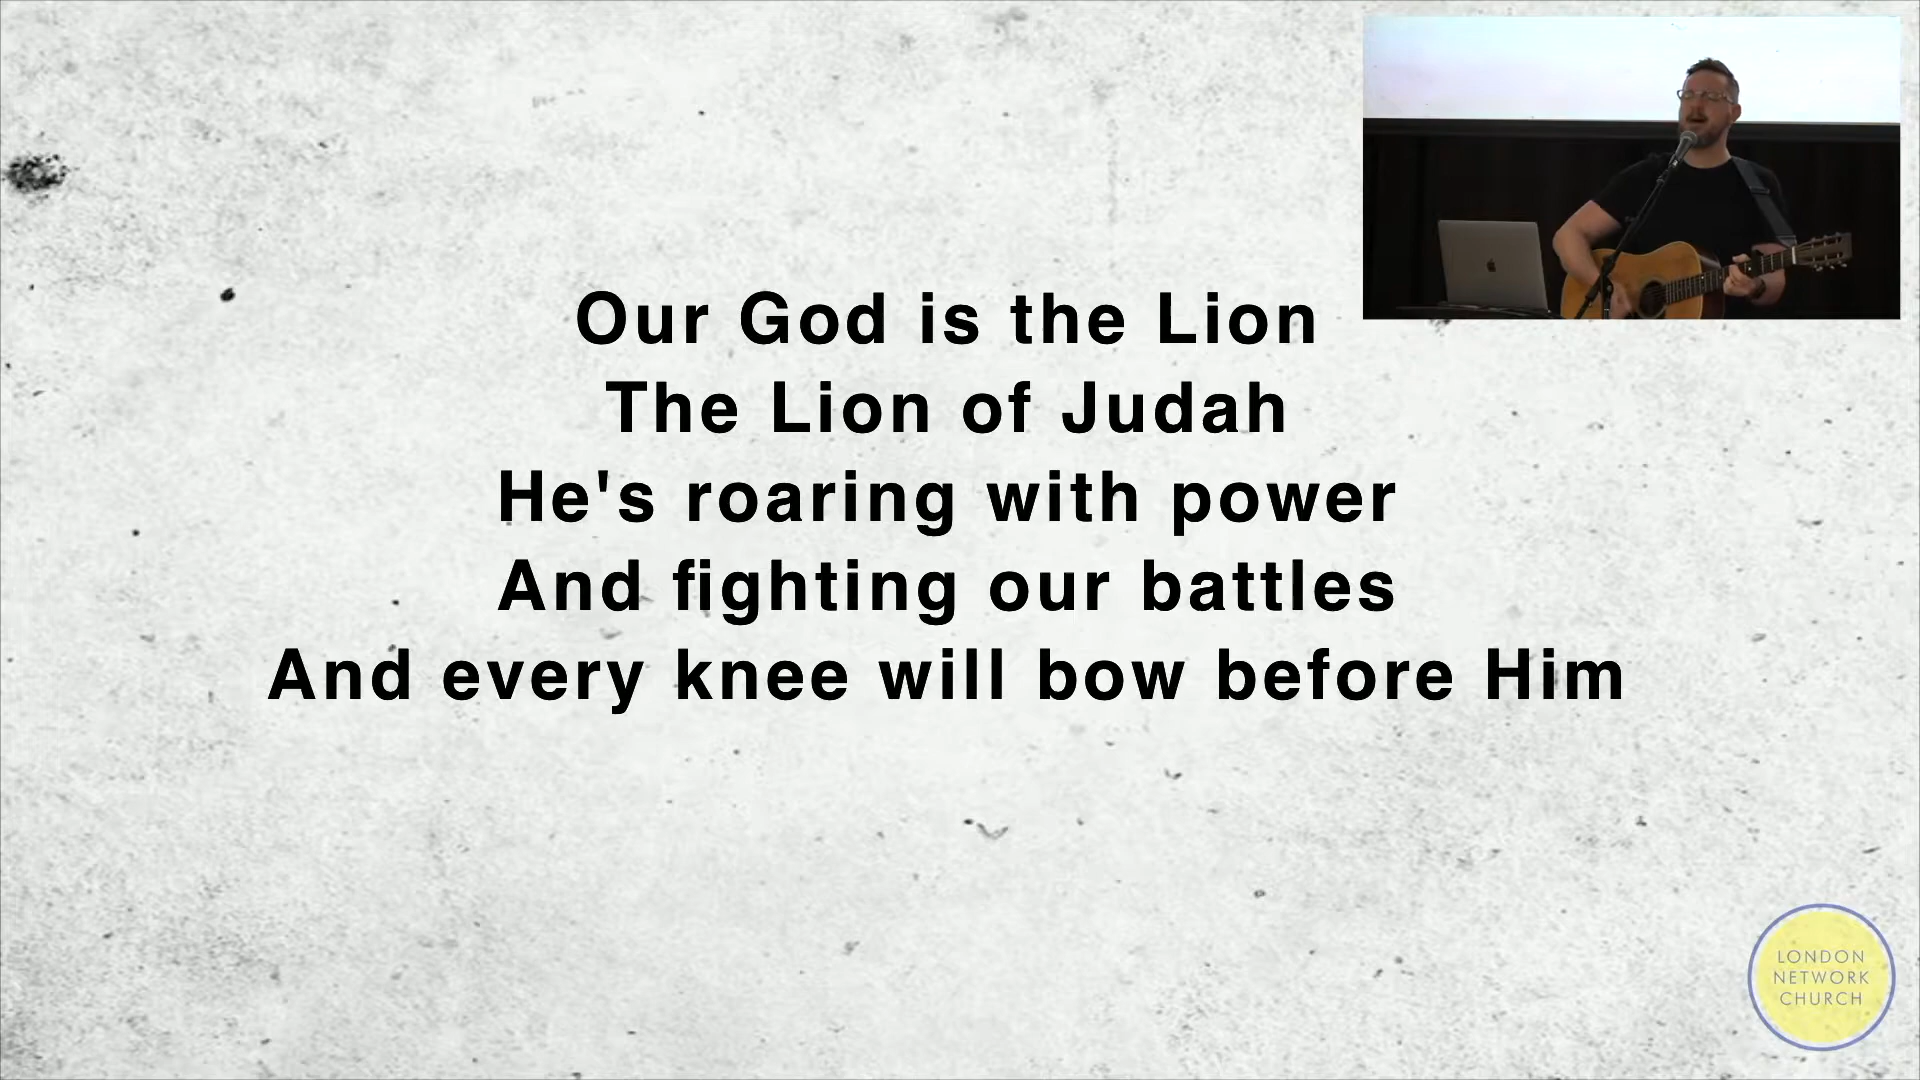 Our God is the Lion
The Lion of Judah
He's roaring with power
And fighting our battles
And every knee will bow before Him
LONDON
NETWORK
CHURCH